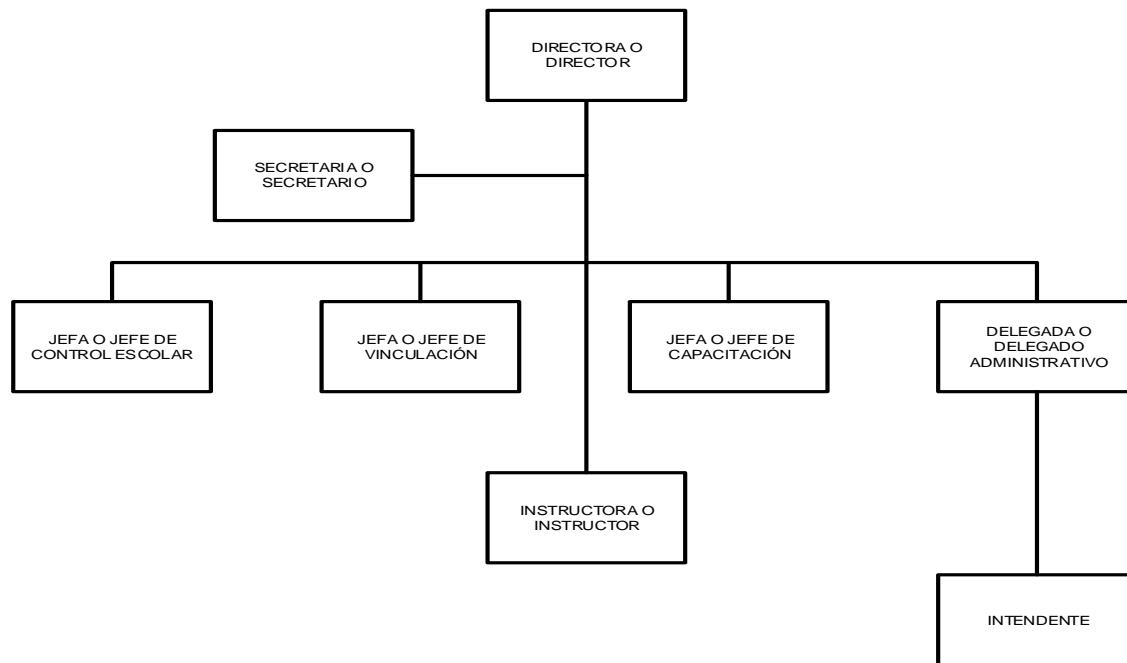 DIRECTORA O
DIRECTOR
SECRETARIA O
SECRETARIO
JEFA O JEFE DE
CONTROL ESCOLAR
JEFA O JEFE DE
VINCULACIÓN
JEFA O JEFE DE
CAPACITACIÓN
DELEGADA O
DELEGADO
ADMINISTRATIVO
INSTRUCTORA O
INSTRUCTOR
INTENDENTE